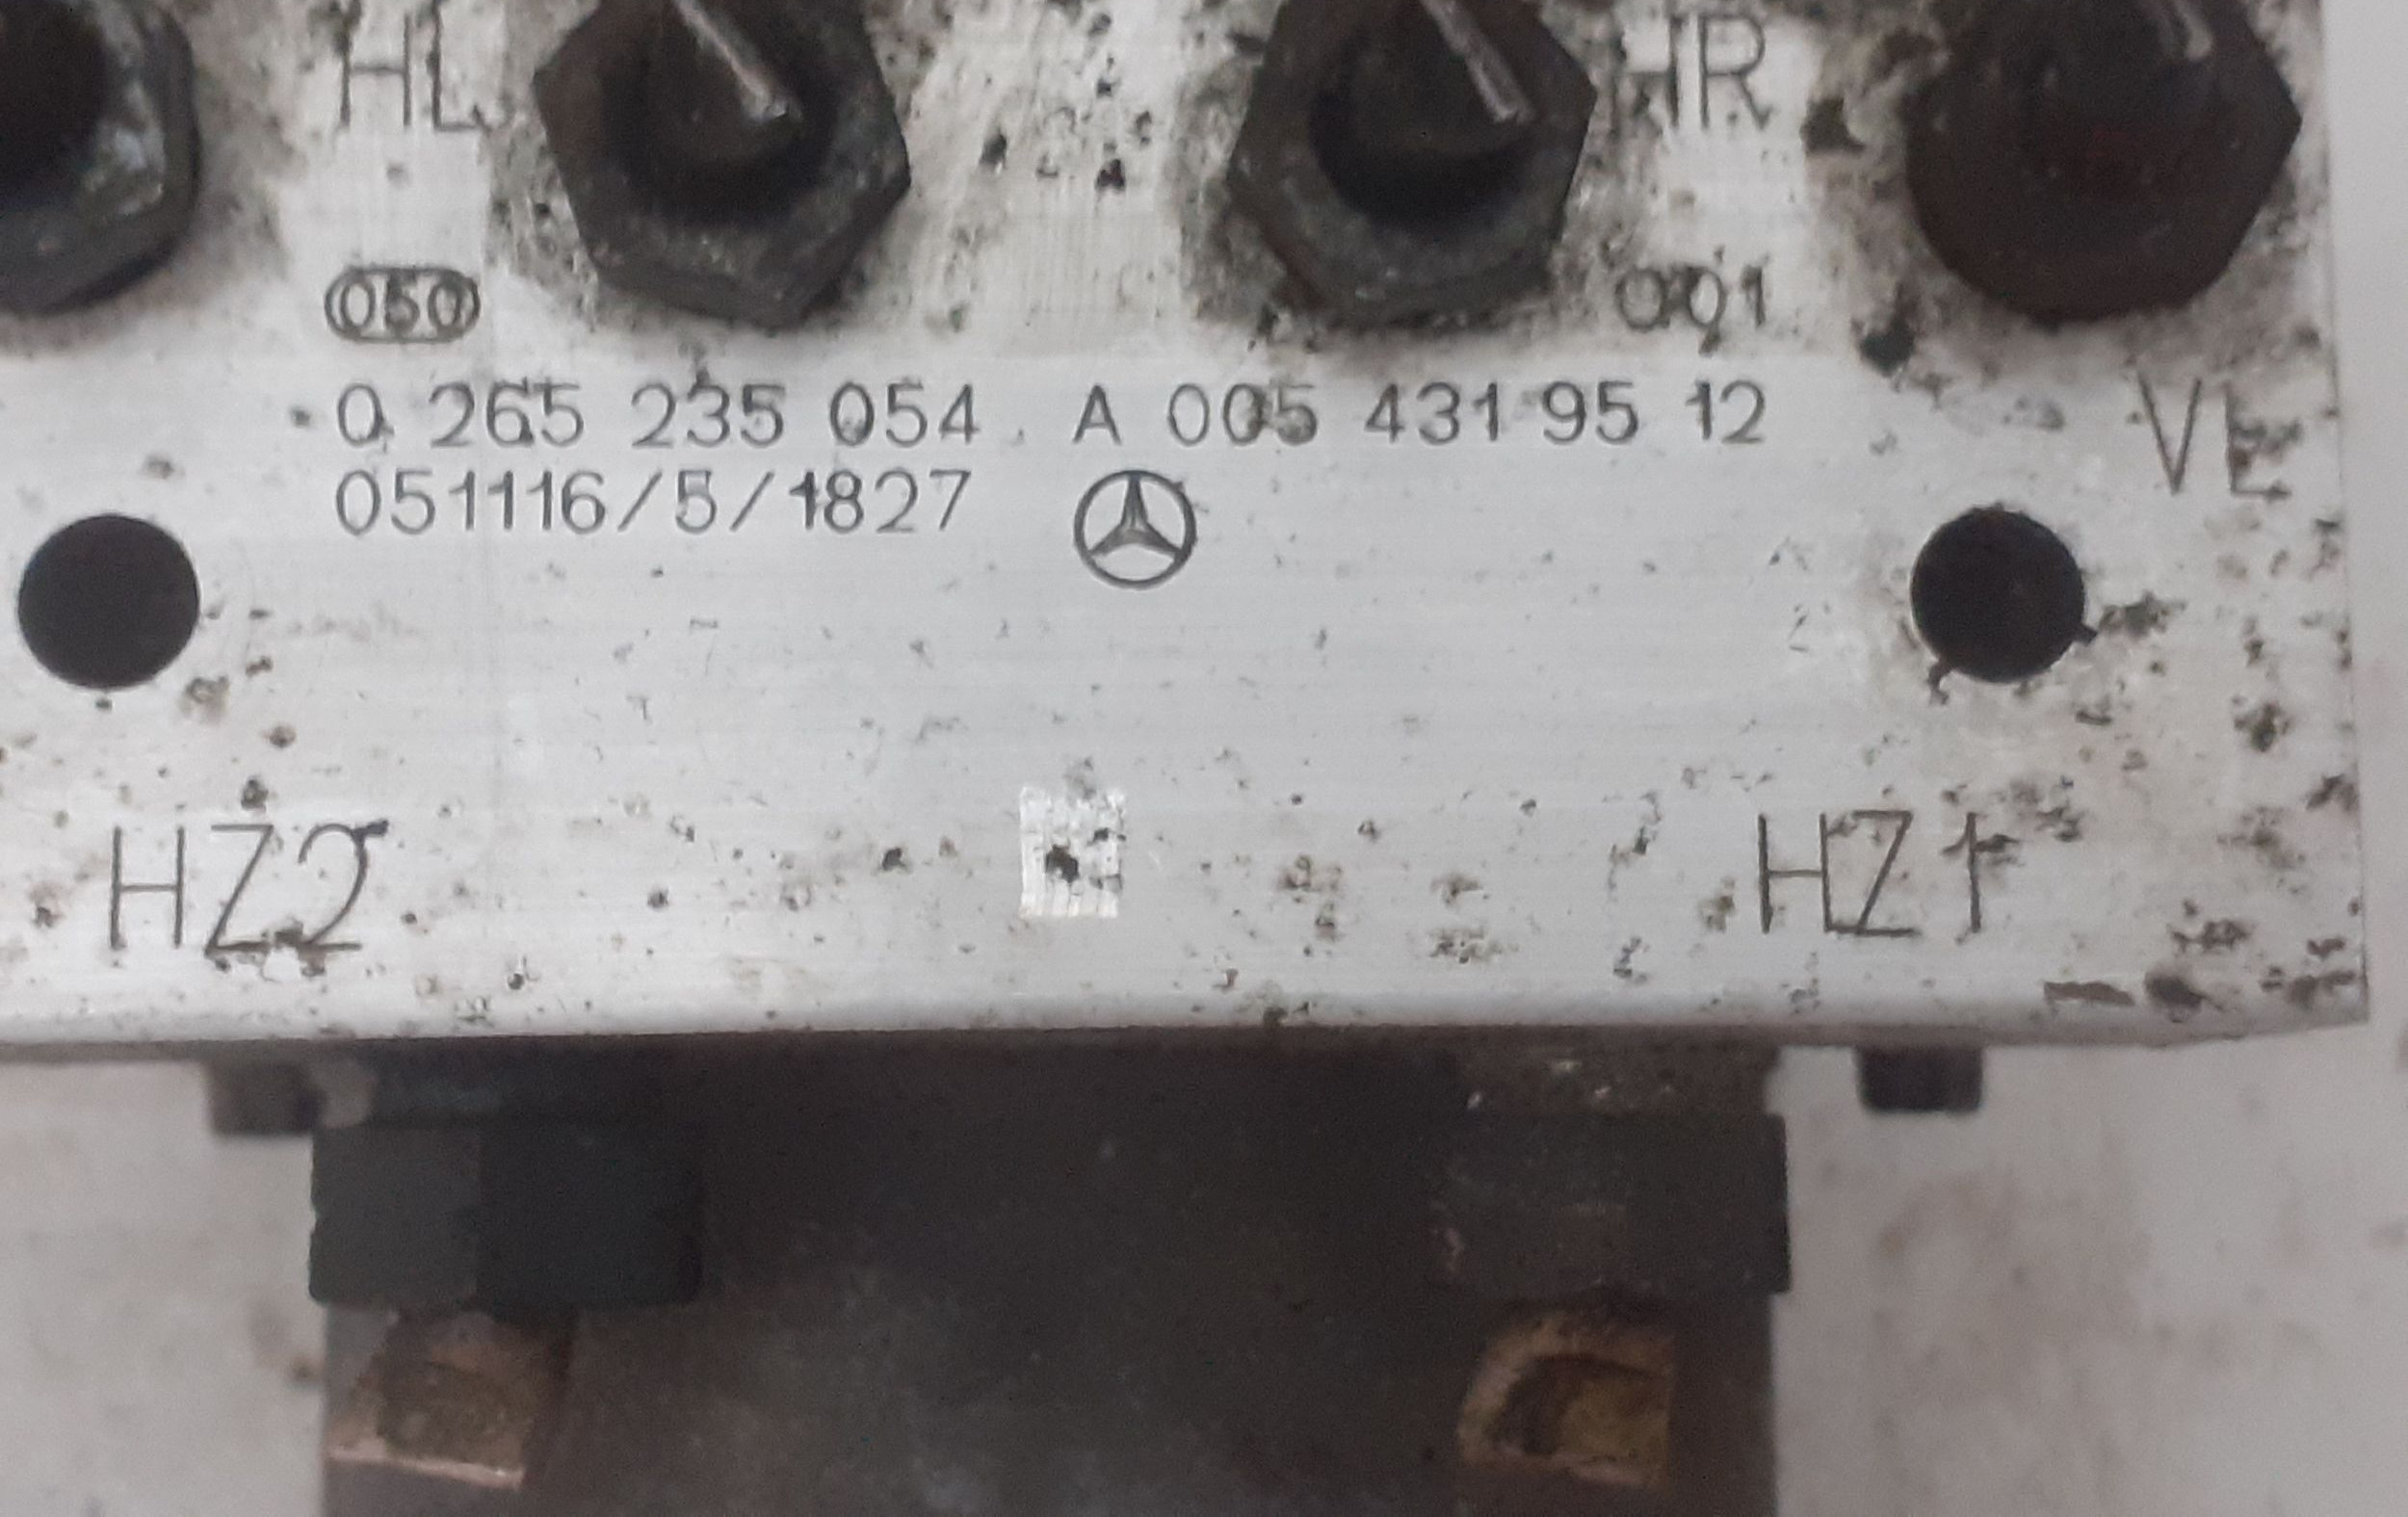 HL HR
050 001
0 265 235 054 A 005 431 95 12
VL
051116/5/1827
HZ2 HZ1